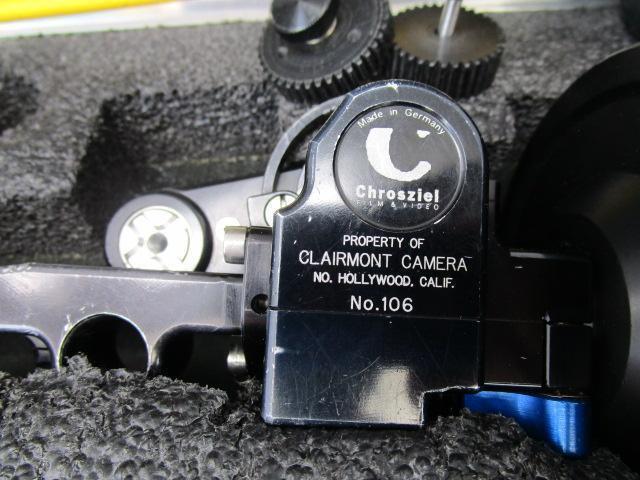 Made in Germany
Chrosziel
FILM & VIDEO
PROPERTY OF
CLAIRMONT CAMERA
NO. HOLLYWOOD, CALIF.
No.106